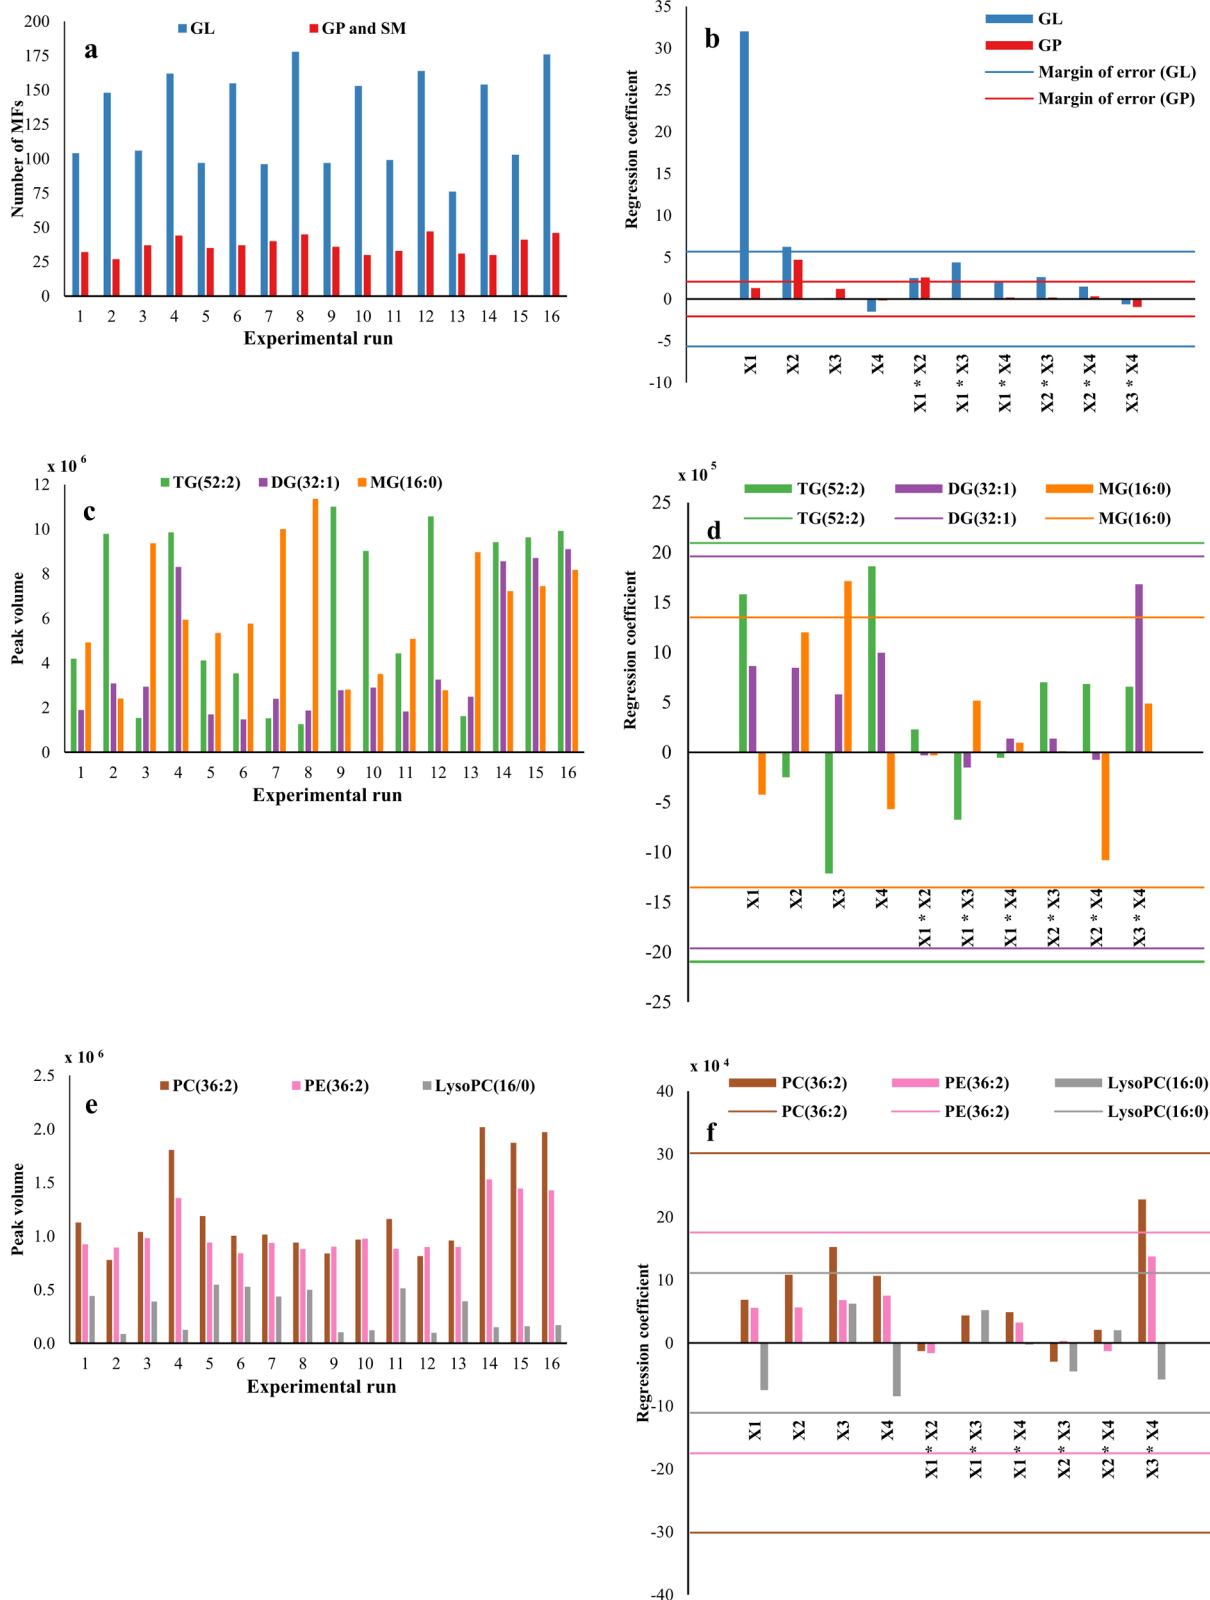 200
175
150
125
100
75
50
25
0
Number of MFs
a
GL
GP and SM
1 2 3 4 5 6 7 8 9 10 11 12 13 14 15 16
Experimental run
35
30
25
20
15
10
5
0
-5
-10
Regression coefficient
b
GL
GP
Margin of error (GL)
Margin of error (GP)
X1
X2
X3
X4
X1 * X2
X1 * X3
X1 * X4
X2 * X3
X2 * X4
X3 * X4
x 10 6
12
10
8
6
4
2
0
Peak volume
c
TG(52:2) DG(32:1) MG(16:0)
1 2 3 4 5 6 7 8 9 10 11 12 13 14 15 16
Experimental run
x 10 5
25
20
15
10
5
0
-5
-10
-15
-20
-25
Regression coefficient
d
TG(52:2) DG(32:1) MG(16:0)
TG(52:2) DG(32:1) MG(16:0)
X1
X2
X3
X4
X1 * X2
X1 * X3
X1 * X4
X2 * X3
X2 * X4
X3 * X4
x 10 6
2.5
2.0
1.5
1.0
0.5
0.0
Peak volume
e
PC(36:2) PE(36:2) LysoPC(16/0)
1 2 3 4 5 6 7 8 9 10 11 12 13 14 15 16
Experimental run
x 10 4
40
30
20
10
0
-10
-20
-30
-40
Regression coefficient
f
PC(36:2) PE(36:2) LysoPC(16:0)
PC(36:2) PE(36:2) LysoPC(16:0)
X1
X2
X3
X4
X1 * X2
X1 * X3
X1 * X4
X2 * X3
X2 * X4
X3 * X4